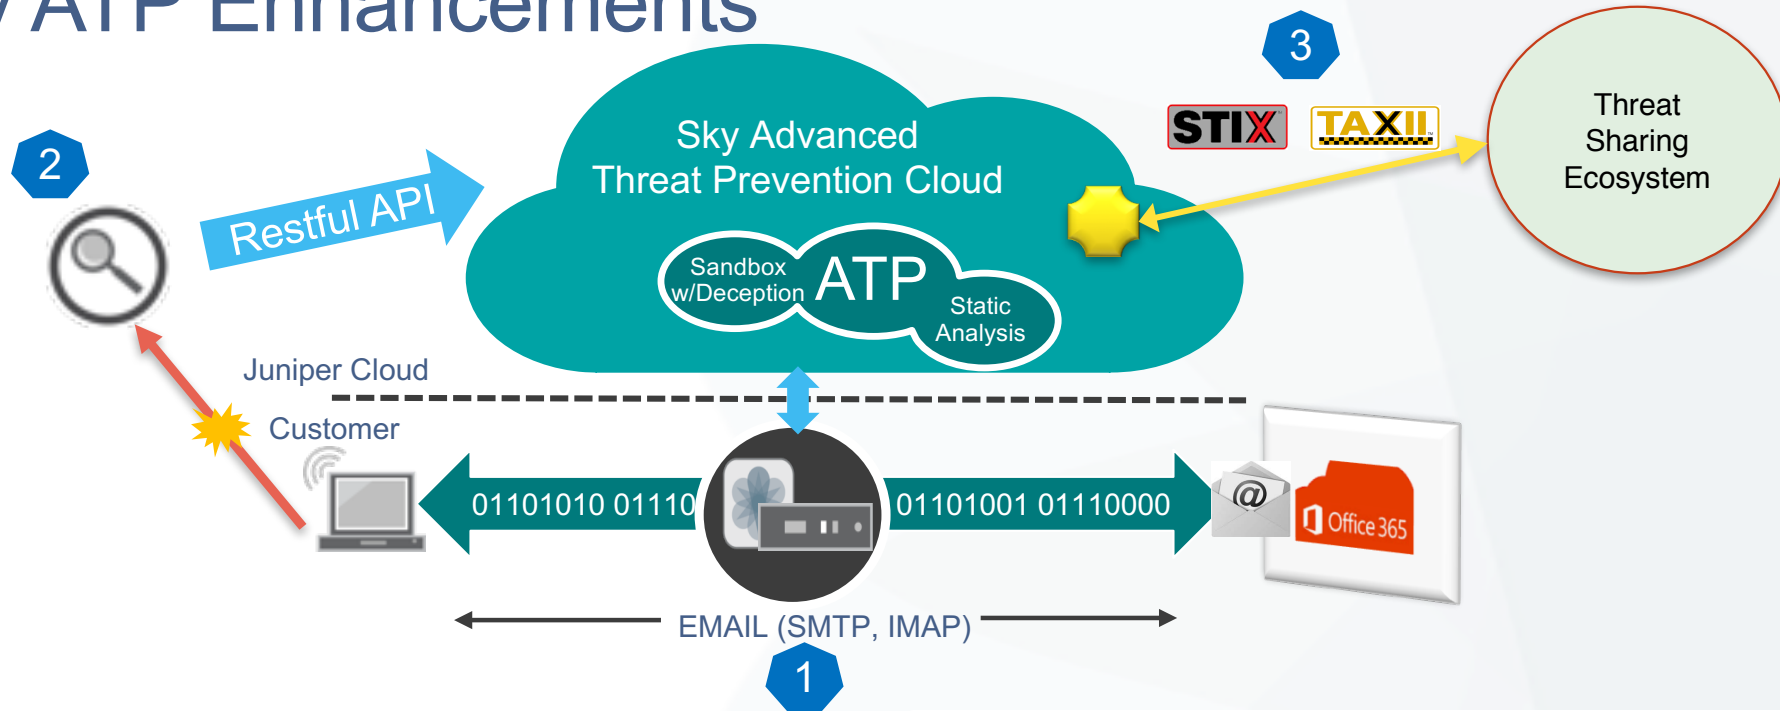 ATP Enhancements
3
STIX
TAXII
Threat
Sharing
Ecosystem
2
Restful API
Sky Advanced
Threat Prevention Cloud
Sandbox
w/Deception
ATP
Static
Analysis
Juniper Cloud
Customer
01101010 01110
01101001 01110000
@
Office 365
EMAIL (SMTP, IMAP)
1